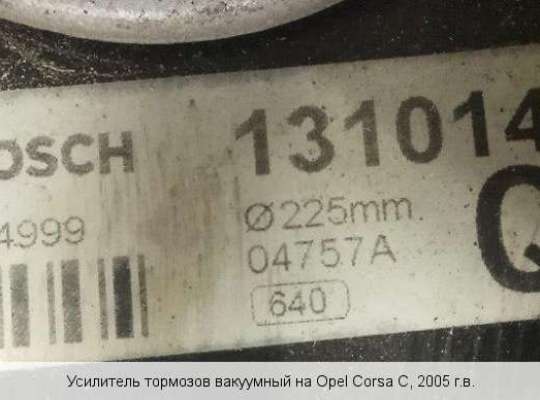 OSCH 131014
4999 Ø225mm
04757A Q
640
Усилитель тормозов вакуумный на Opel Corsa C, 2005 г.в.